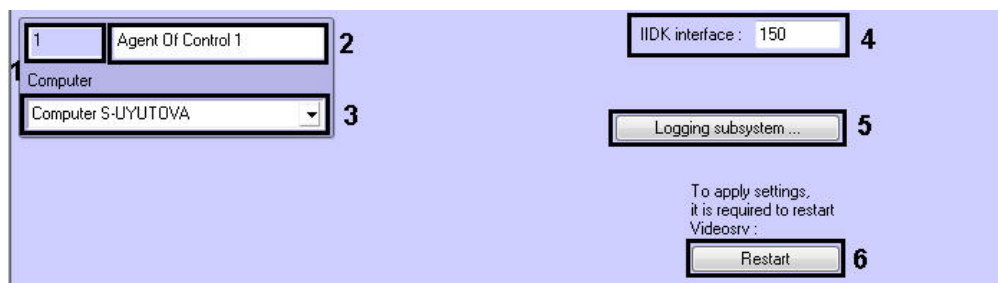 1 Agent Of Control 1 2
1
Computer
Computer S-UYUTOVA 3
IIDK interface : 150 4
Logging subsystem ... 5
To apply settings,
it is required to restart
Videosrv :
Restart 6